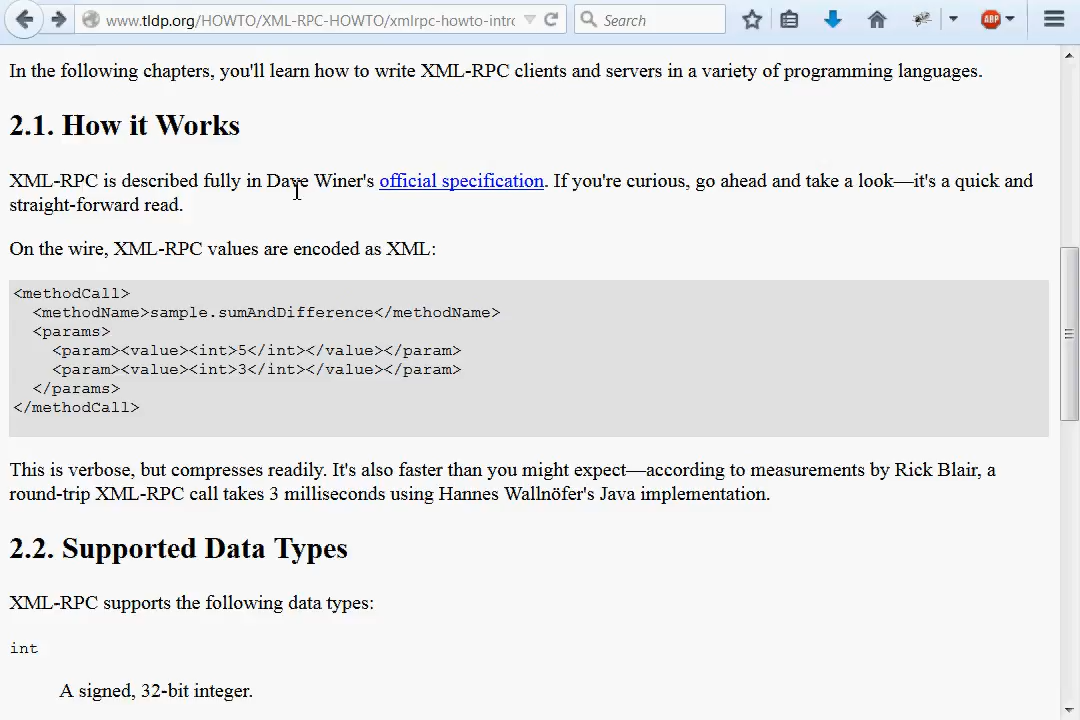 www.tldp.org/HOWTO/XML-RPC-HOWTO/xmlrpc-howto-intro
Search
ABP
In the following chapters, you'll learn how to write XML-RPC clients and servers in a variety of programming languages.
2.1. How it Works
XML-RPC is described fully in Dave Winer's official specification. If you're curious, go ahead and take a look—it's a quick and
straight-forward read.
On the wire, XML-RPC values are encoded as XML:
<methodCall>
  <methodName>sample.sumAndDifference</methodName>
  <params>
    <param><value><int>5</int></value></param>
    <param><value><int>3</int></value></param>
  </params>
</methodCall>
This is verbose, but compresses readily. It's also faster than you might expect—according to measurements by Rick Blair, a
round-trip XML-RPC call takes 3 milliseconds using Hannes Wallnöfer's Java implementation.
2.2. Supported Data Types
XML-RPC supports the following data types:
int
A signed, 32-bit integer.